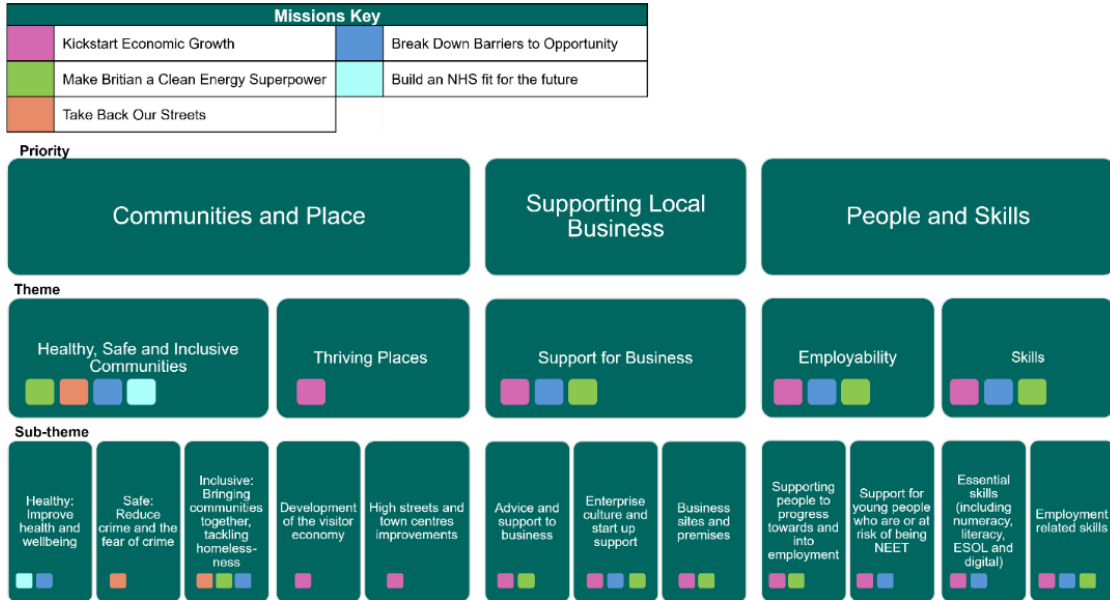 Missions Key
Kickstart Economic Growth
Break Down Barriers to Opportunity
Make Britian a Clean Energy Superpower
Build an NHS fit for the future
Take Back Our Streets
Priority
Communities and Place
Supporting Local
Business
People and Skills
Theme
Healthy, Safe and Inclusive
Communities
Thriving Places
Support for Business
Employability
Skills
Sub-theme
Healthy:
Improve
health and
wellbeing
Safe:
Reduce
crime and the
fear of crime
Inclusive:
Bringing
communities
together,
tackling
homeless-
ness
Development
of the visitor
economy
High streets and
town centres
improvements
Advice and
support to
business
Enterprise
culture and
start up
support
Business
sites and
premises
Supporting
people to
progress
towards and
into
employment
Support for
young people
who are or at
risk of being
NEET
Essential
skills
(including
numeracy,
literacy,
ESOL and
digital)
Employment
related skills